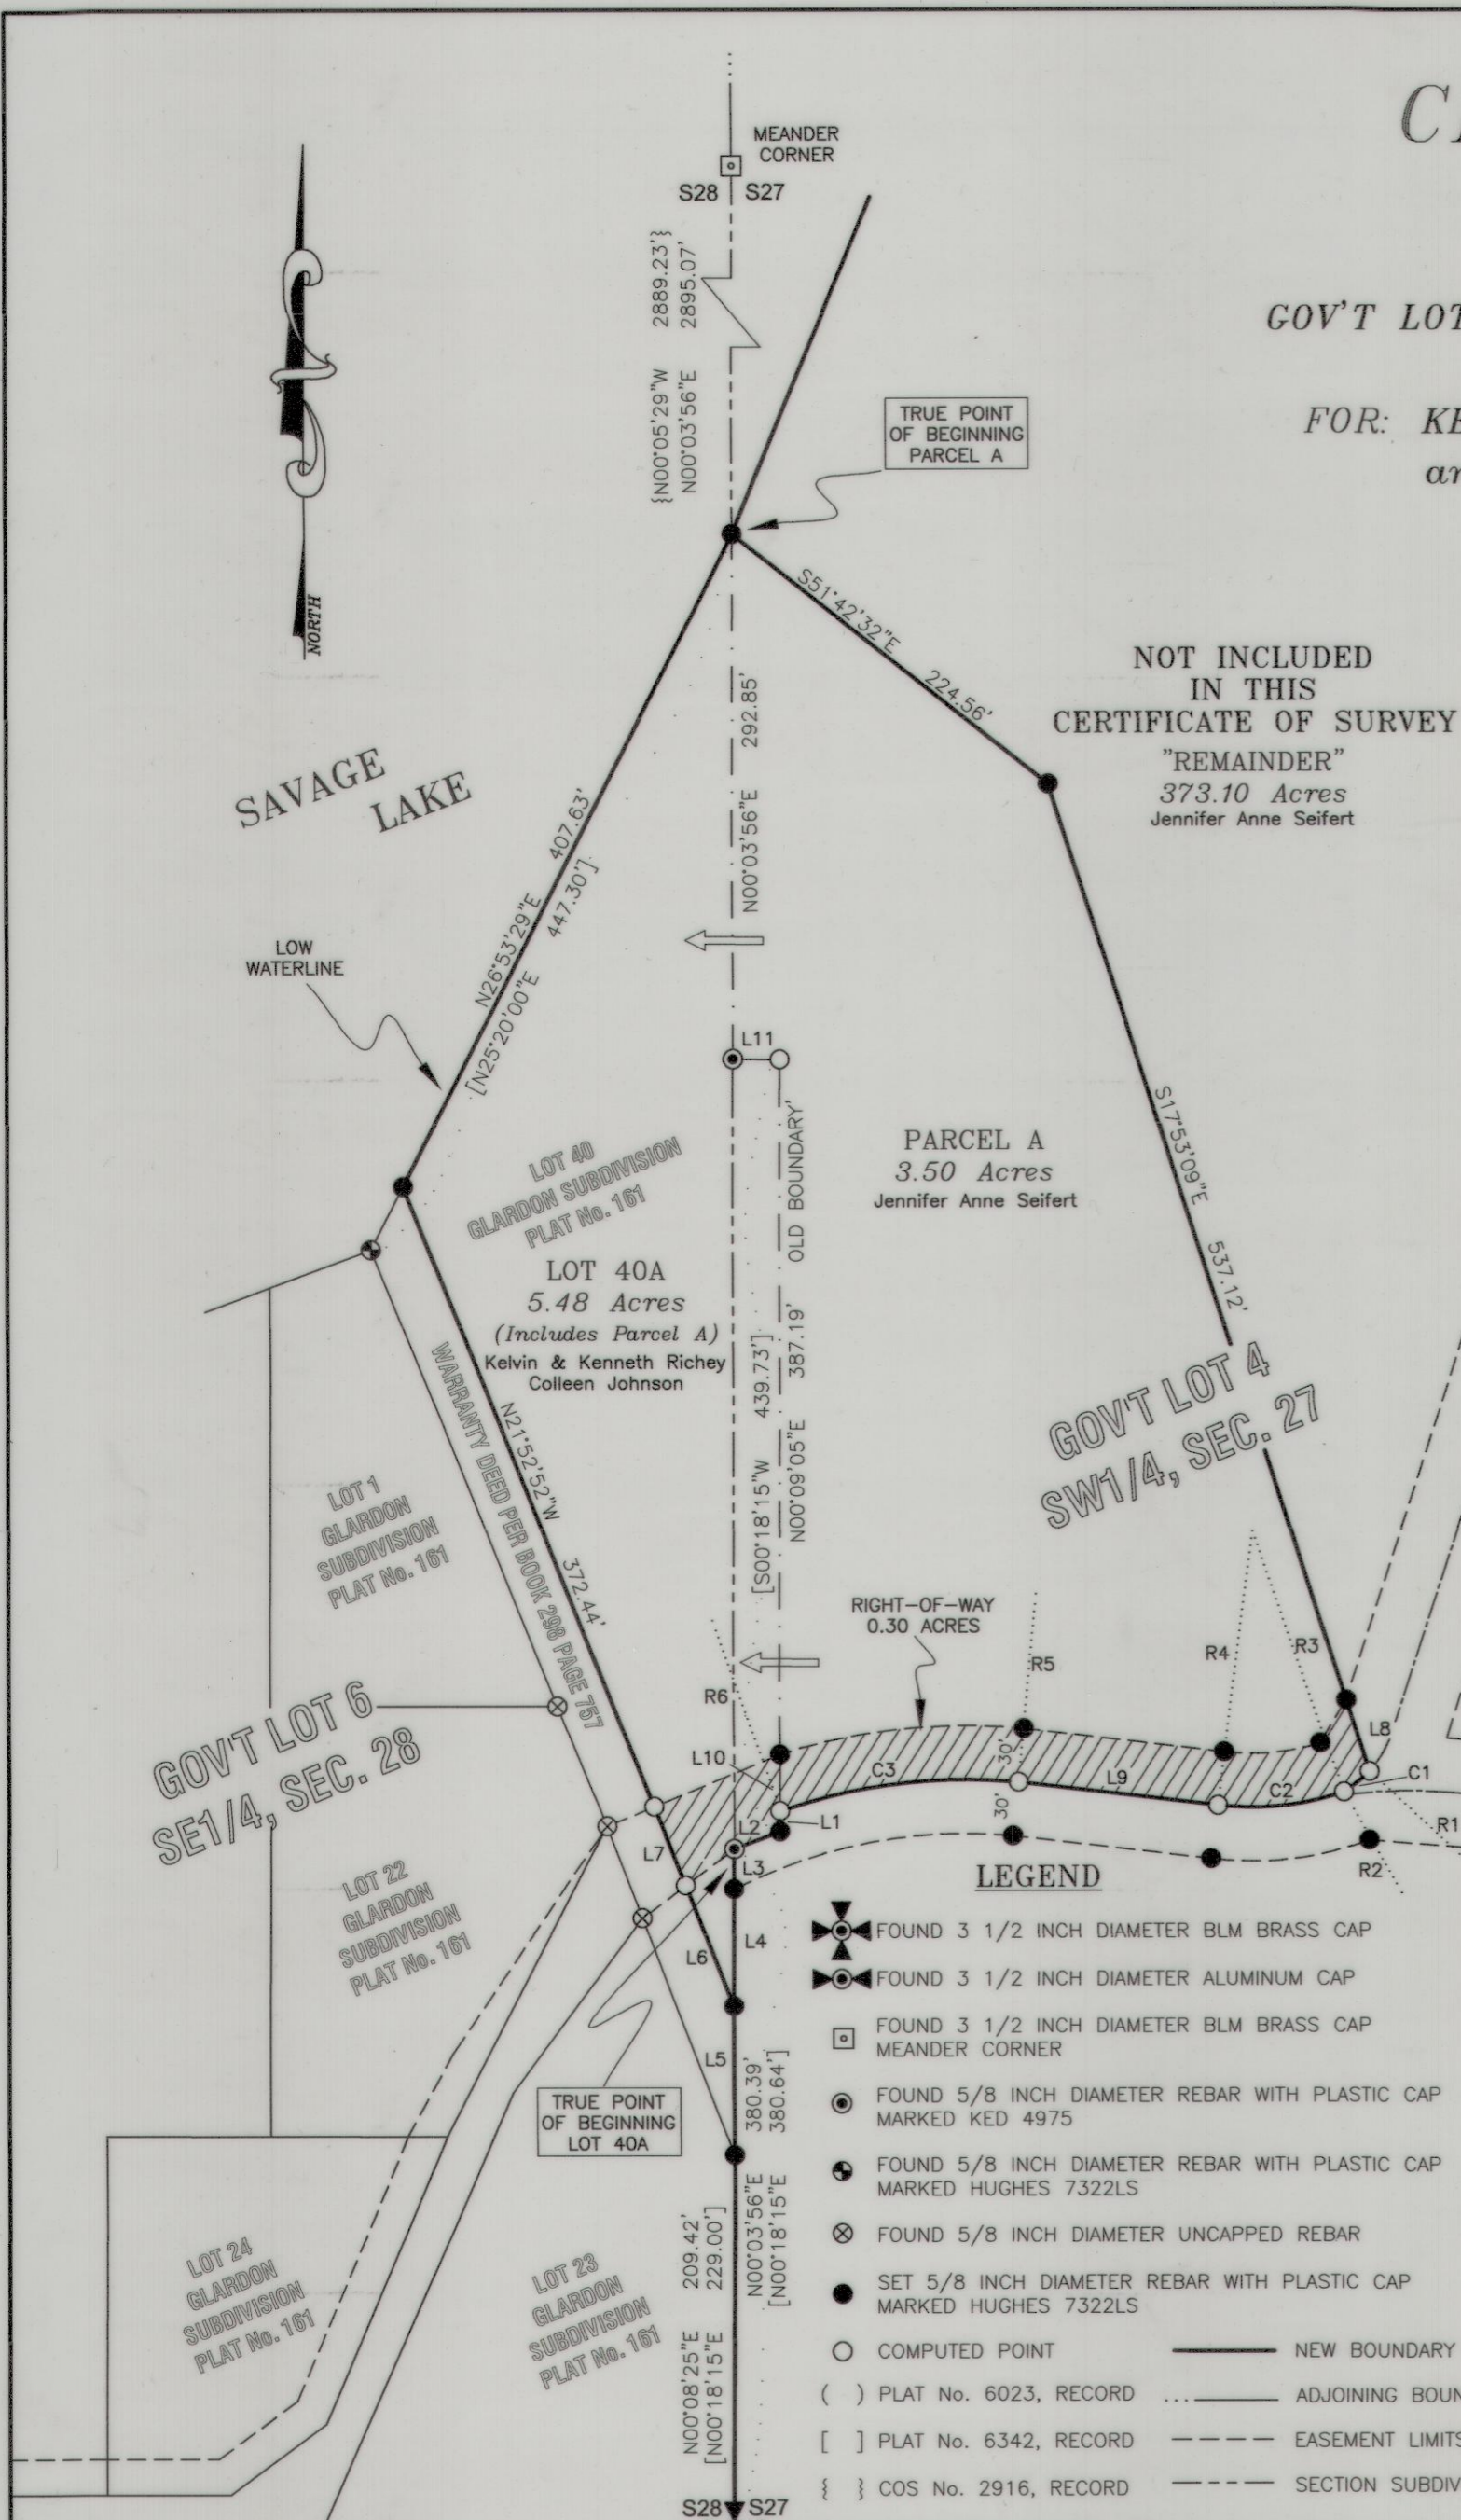 CE
MEANDER
CORNER
S28 S27
{N00°05'29"W 2889.23'}
N00°03'56"E 2895.07'
GOV'T LOT
FOR: KE
an
TRUE POINT
OF BEGINNING
PARCEL A
NORTH
S51°42'32"E 224.56'
NOT INCLUDED
IN THIS
CERTIFICATE OF SURVEY
"REMAINDER"
373.10 Acres
Jennifer Anne Seifert
SAVAGE
LAKE
N00°03'56"E 292.85'
N26°53'29"E 407.63'
[N25°20'00"E 447.30']
LOW
WATERLINE
L11
OLD BOUNDARY
S17°53'09"E 537.12'
PARCEL A
3.50 Acres
Jennifer Anne Seifert
LOT 40
GLARDON SUBDIVISION
PLAT No. 161
LOT 40A
5.48 Acres
(Includes Parcel A)
Kelvin & Kenneth Richey
Colleen Johnson
[S00°18'15"W 439.73']
N00°09'05"E 387.19'
WARRANTY DEED PER BOOK 298 PAGE 757
N21°52'52"W 372.44'
GOV'T LOT 4
SW1/4, SEC. 27
LOT 1
GLARDON
SUBDIVISION
PLAT No. 161
RIGHT-OF-WAY
0.30 ACRES
R5
R4
R3
R6
GOV'T LOT 6
SE1/4, SEC. 28
L10
C3
30'
L9
C2
L8
C1
L1
L2
30'
R1
L7
L3
R2
LEGEND
LOT 22
GLARDON
SUBDIVISION
PLAT No. 161
L4
L6
FOUND 3 1/2 INCH DIAMETER BLM BRASS CAP
FOUND 3 1/2 INCH DIAMETER ALUMINUM CAP
FOUND 3 1/2 INCH DIAMETER BLM BRASS CAP
MEANDER CORNER
L5
TRUE POINT
OF BEGINNING
LOT 40A
FOUND 5/8 INCH DIAMETER REBAR WITH PLASTIC CAP
MARKED KED 4975
FOUND 5/8 INCH DIAMETER REBAR WITH PLASTIC CAP
MARKED HUGHES 7322LS
FOUND 5/8 INCH DIAMETER UNCAPPED REBAR
SET 5/8 INCH DIAMETER REBAR WITH PLASTIC CAP
MARKED HUGHES 7322LS
COMPUTED POINT
NEW BOUNDARY
( ) PLAT No. 6023, RECORD
ADJOINING BOUN
[ ] PLAT No. 6342, RECORD
EASEMENT LIMITS
{ } COS No. 2916, RECORD
SECTION SUBDIV
N00°03'56"E 380.39'
[N00°18'15"E 380.64']
N00°08'25"E 209.42'
[N00°18'15"E 229.00']
LOT 24
GLARDON
SUBDIVISION
PLAT No. 161
LOT 23
GLARDON
SUBDIVISION
PLAT No. 161
S28 S27